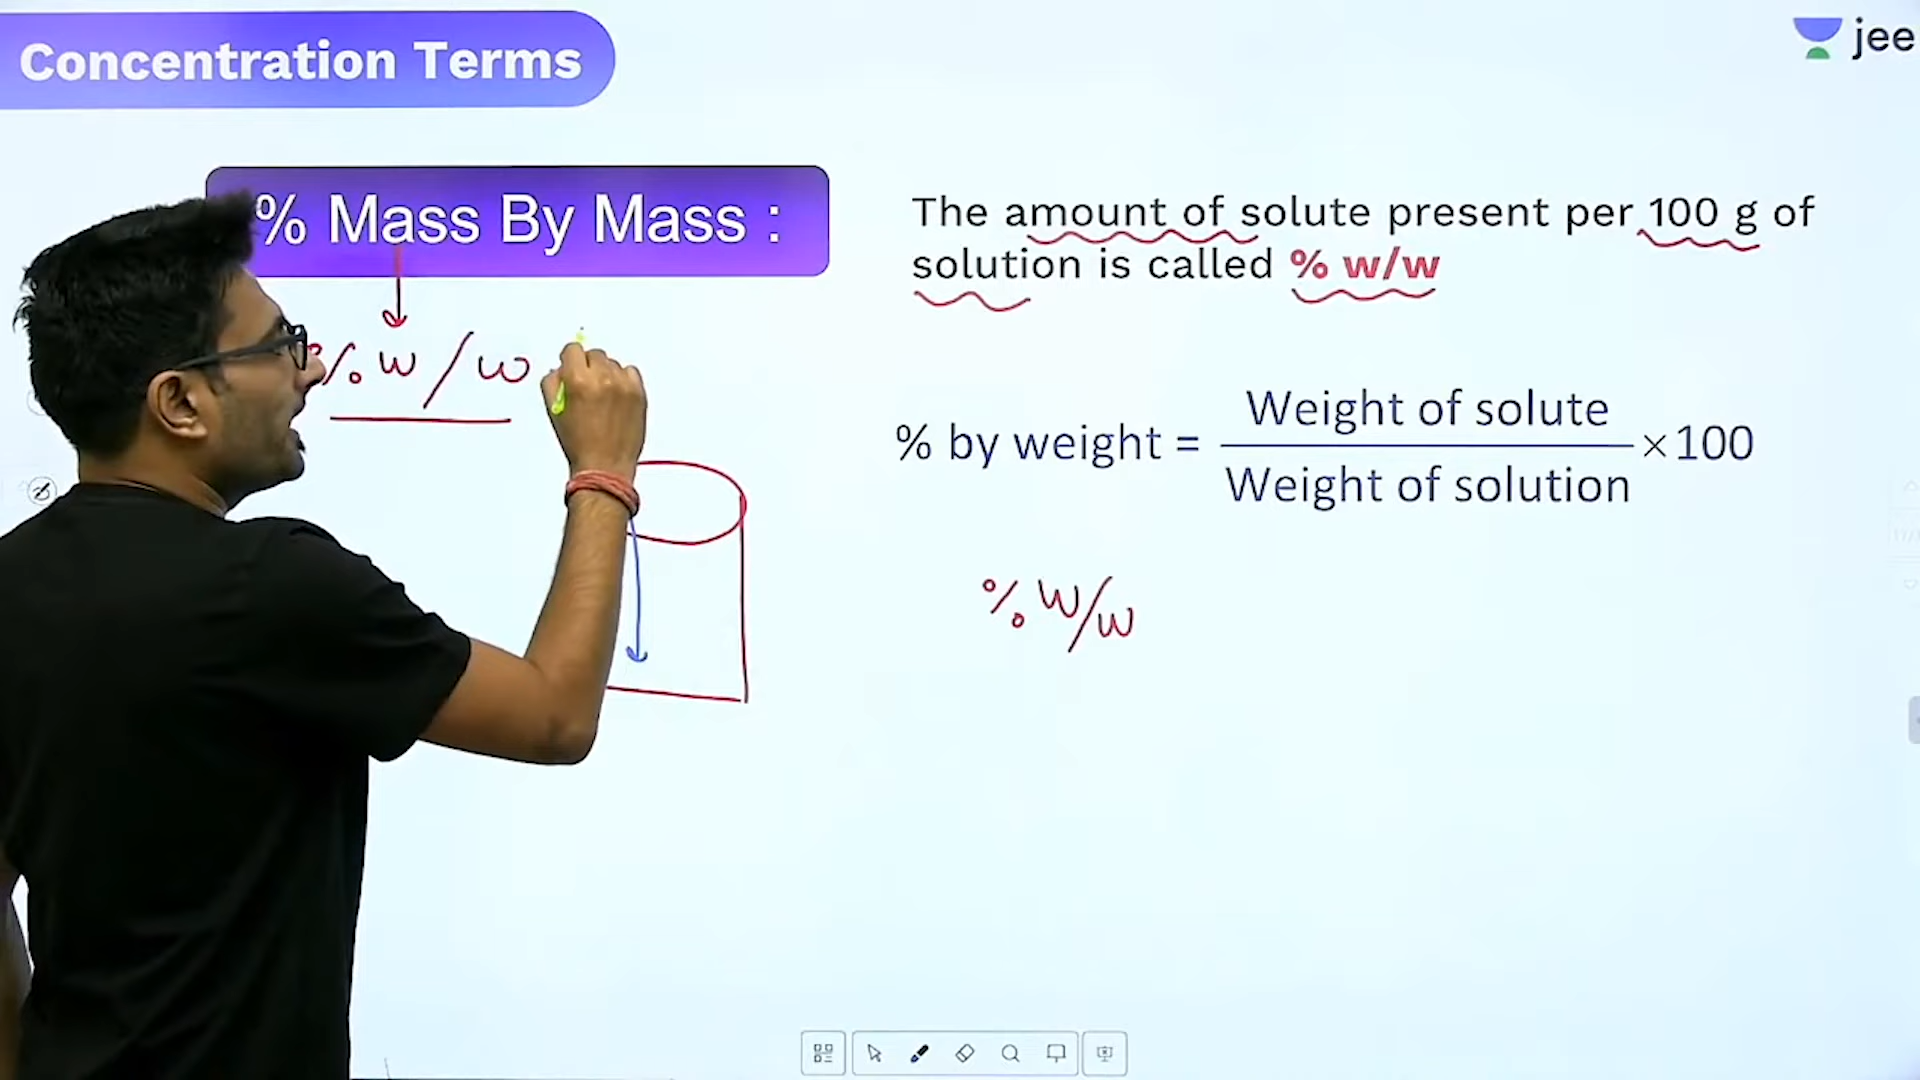 Concentration Terms
jee
% Mass By Mass :
The amount of solute present per 100 g of
solution is called % w/w
% w/w
% by weight = Weight of solute
Weight of solution ×100
% w/w